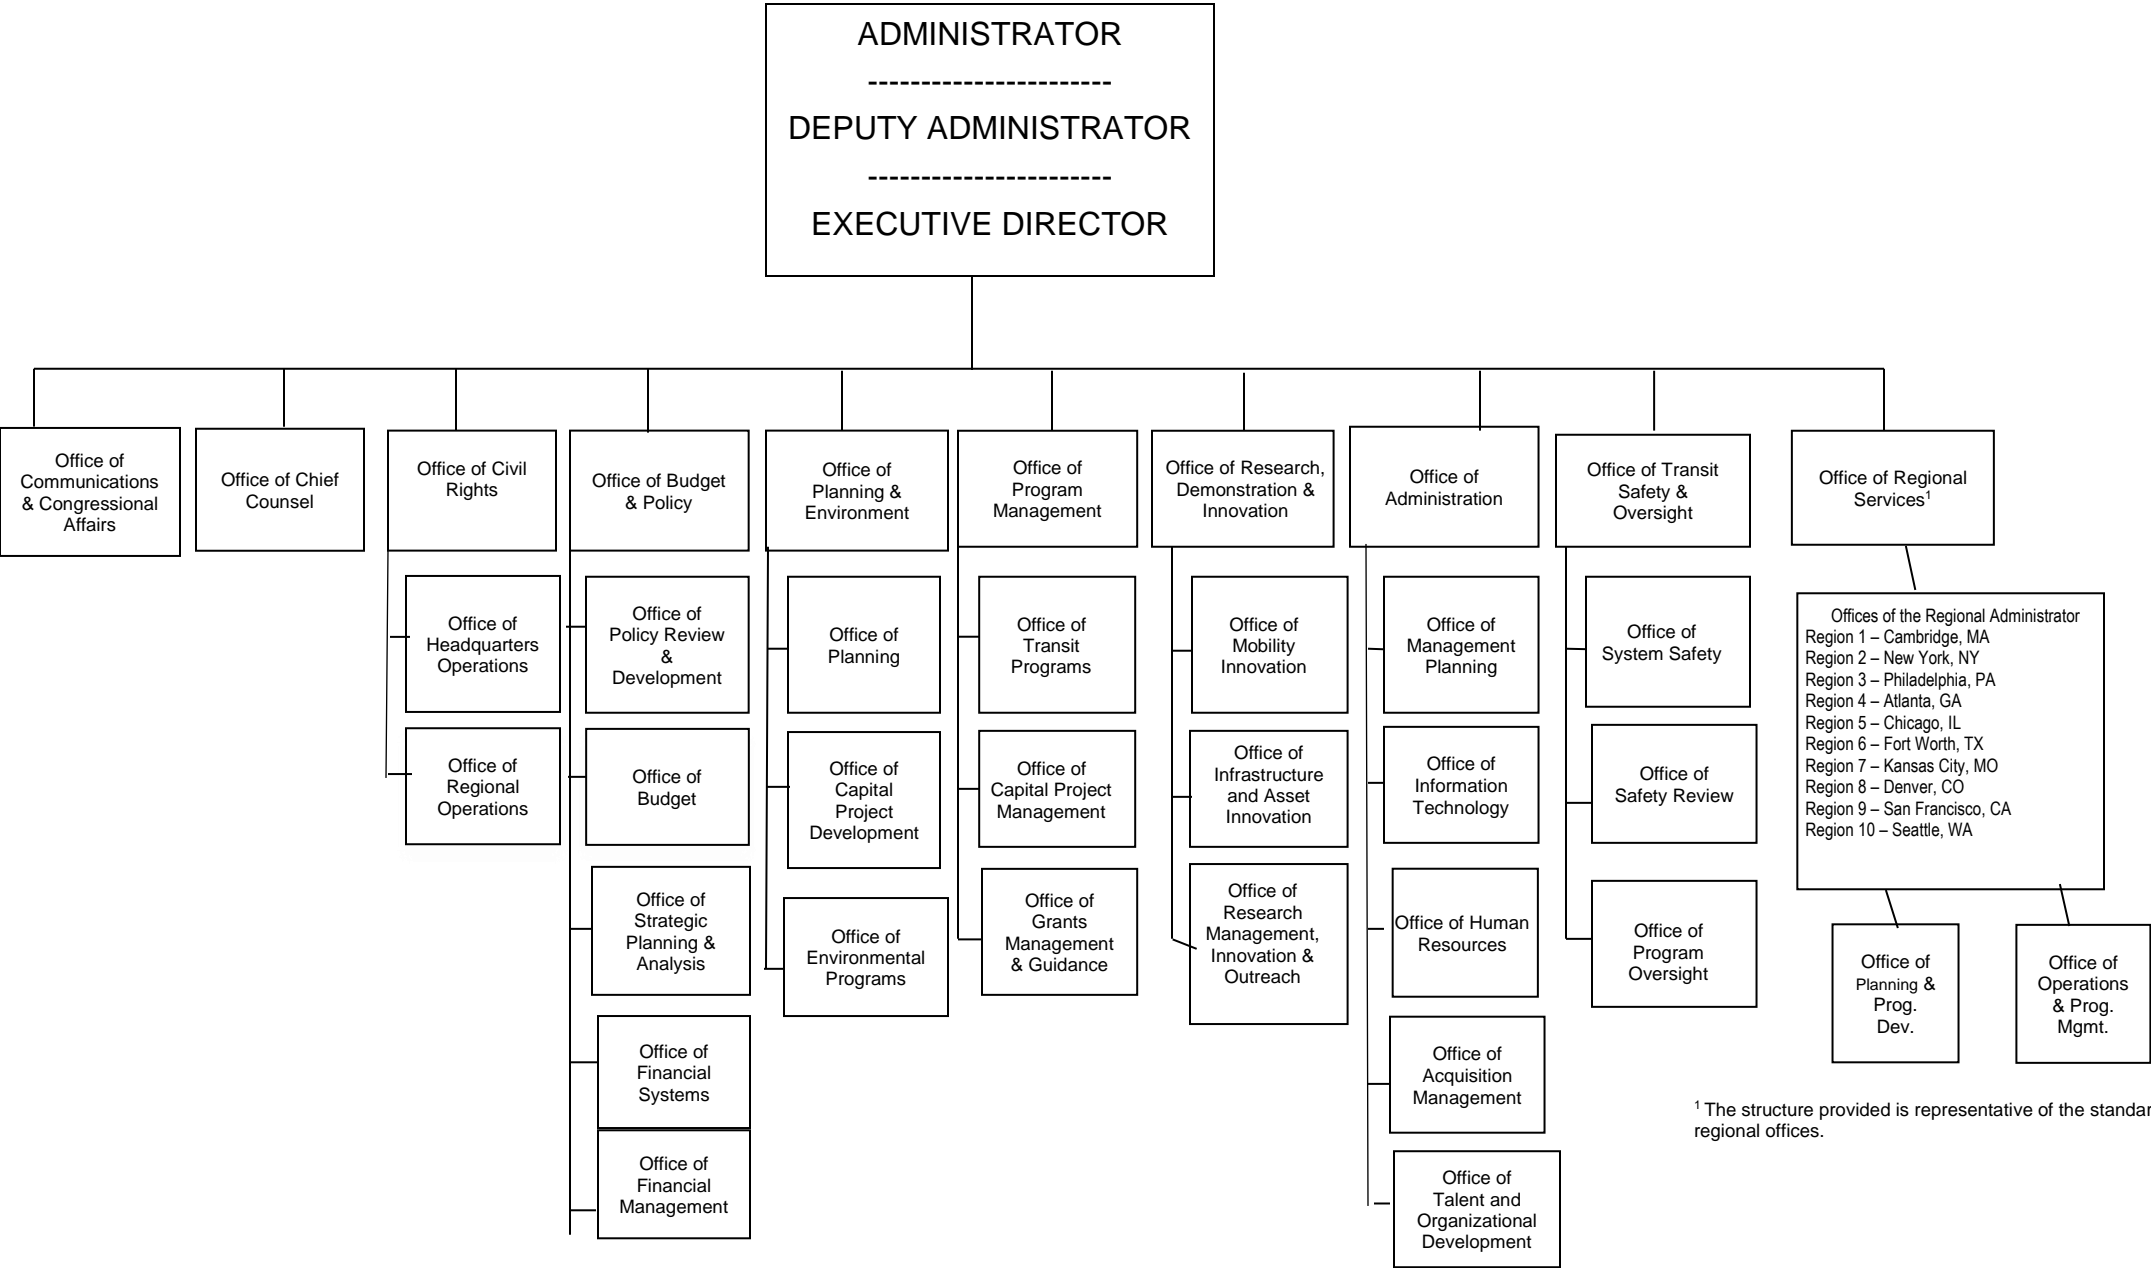 ADMINISTRATOR
-----------------------
DEPUTY ADMINISTRATOR
-----------------------
EXECUTIVE DIRECTOR
Office of
Communications
& Congressional
Affairs
Office of Chief
Counsel
Office of Civil
Rights
Office of Budget
& Policy
Office of
Planning &
Environment
Office of
Program
Management
Office of Research,
Demonstration &
Innovation
Office of
Administration
Office of Transit
Safety &
Oversight
Office of Regional
Services¹
Office of
Headquarters
Operations
Office of
Regional
Operations
Office of
Policy Review
&
Development
Office of
Budget
Office of
Strategic
Planning &
Analysis
Office of
Financial
Systems
Office of
Financial
Management
Office of
Planning
Office of
Capital
Project
Development
Office of
Environmental
Programs
Office of
Transit
Programs
Office of
Capital Project
Management
Office of
Grants
Management
& Guidance
Office of
Mobility
Innovation
Office of
Infrastructure
and Asset
Innovation
Office of
Research
Management,
Innovation &
Outreach
Office of
Management
Planning
Office of
Information
Technology
Office of Human
Resources
Office of
Acquisition
Management
Office of
Talent and
Organizational
Development
Office of
System Safety
Office of
Safety Review
Office of
Program
Oversight
Offices of the Regional Administrator
Region 1 – Cambridge, MA
Region 2 – New York, NY
Region 3 – Philadelphia, PA
Region 4 – Atlanta, GA
Region 5 – Chicago, IL
Region 6 – Fort Worth, TX
Region 7 – Kansas City, MO
Region 8 – Denver, CO
Region 9 – San Francisco, CA
Region 10 – Seattle, WA
Office of
Planning &
Prog.
Dev.
Office of
Operations
& Prog.
Mgmt.
¹ The structure provided is representative of the standar
regional offices.